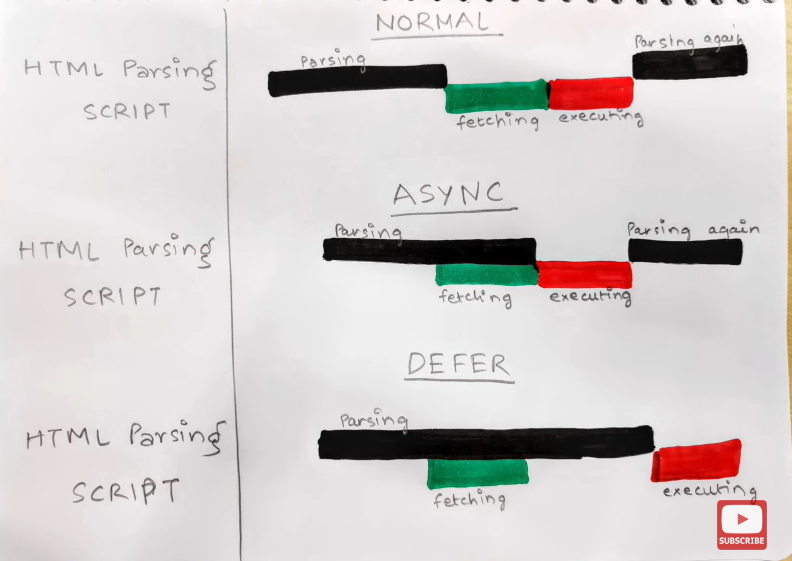 NORMAL
HTML Parsing
SCRIPT
Parsing
Parsing again
fetching
executing
ASYNC
HTML Parsing
SCRIPT
Parsing
Parsing again
fetching
executing
DEFER
HTML Parsing
SCRIPT
Parsing
fetching
executing
SUBSCRIBE